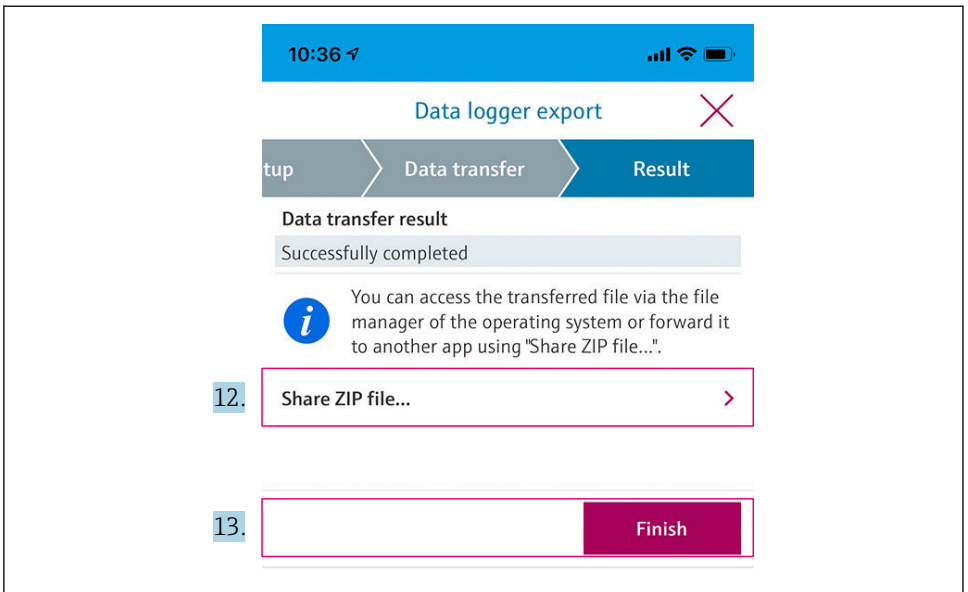 10:36
Data logger export
tup
Data transfer
Result
Data transfer result
Successfully completed
You can access the transferred file via the file
manager of the operating system or forward it
to another app using "Share ZIP file...".
12.
Share ZIP file...
13.
Finish